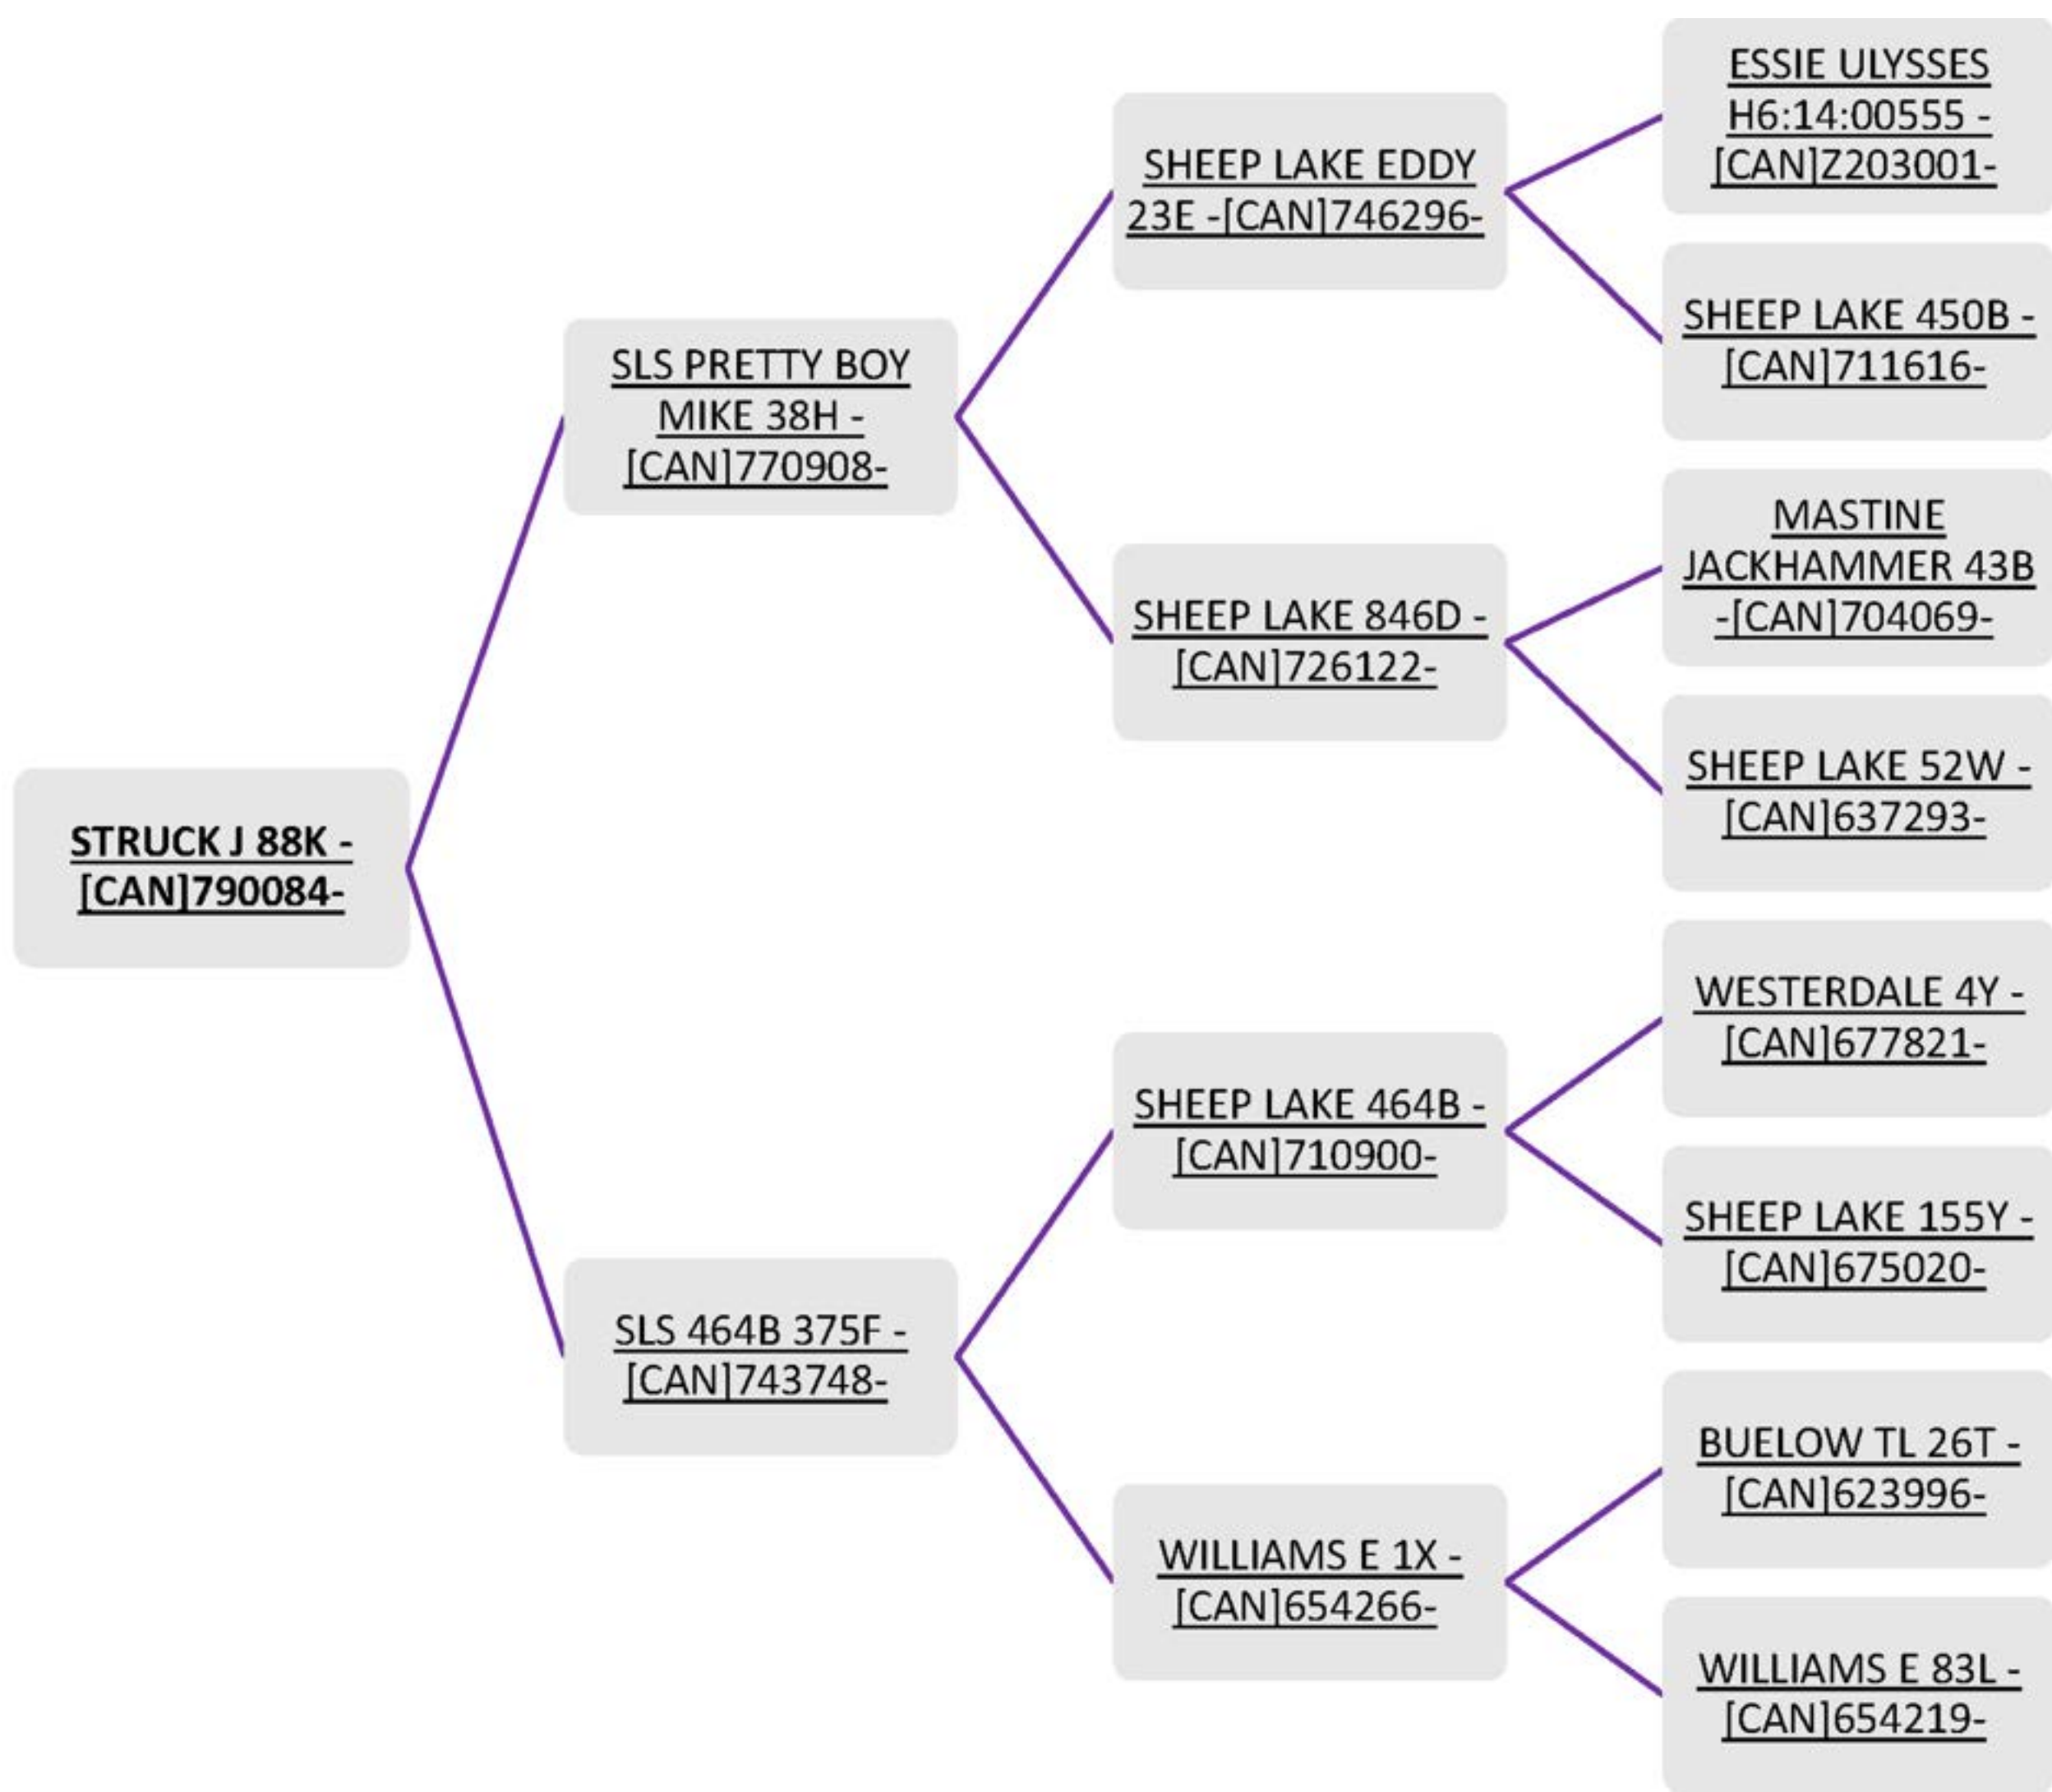 STRUCK J 88K -
[CAN]790084-
SLS PRETTY BOY
MIKE 38H -
[CAN]770908-
SLS 464B 375F -
[CAN]743748-
SHEEP LAKE EDDY
23E -[CAN]746296-
SHEEP LAKE 846D -
[CAN]726122-
SHEEP LAKE 464B -
[CAN]710900-
WILLIAMS E 1X -
[CAN]654266-
ESSIE ULYSSES
H6:14:00555 -
[CAN]Z203001-
SHEEP LAKE 450B -
[CAN]711616-
MASTINE
JACKHAMMER 43B
-[CAN]704069-
SHEEP LAKE 52W -
[CAN]637293-
WESTERDALE 4Y -
[CAN]677821-
SHEEP LAKE 155Y -
[CAN]675020-
BUELOW TL 26T -
[CAN]623996-
WILLIAMS E 83L -
[CAN]654219-